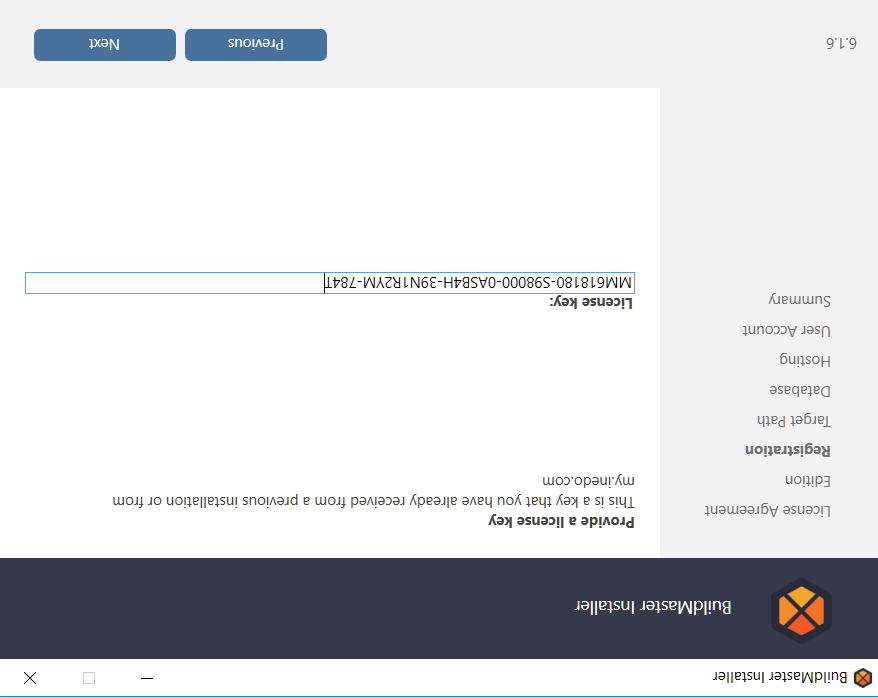 BuildMaster Installer
BuildMaster Installer
License Agreement
Edition
Registration
Target Path
Database
Hosting
User Account
Summary
Provide a license key
This is a key that you have already received from a previous installation or from
my.inedo.com
License key:
MM618180-S98000-0ASB4H-39N1R2YM-784T
6.1.6
Previous
Next